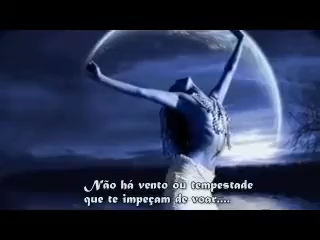 Não há vento ou tempestade
que te impeçam de voar....